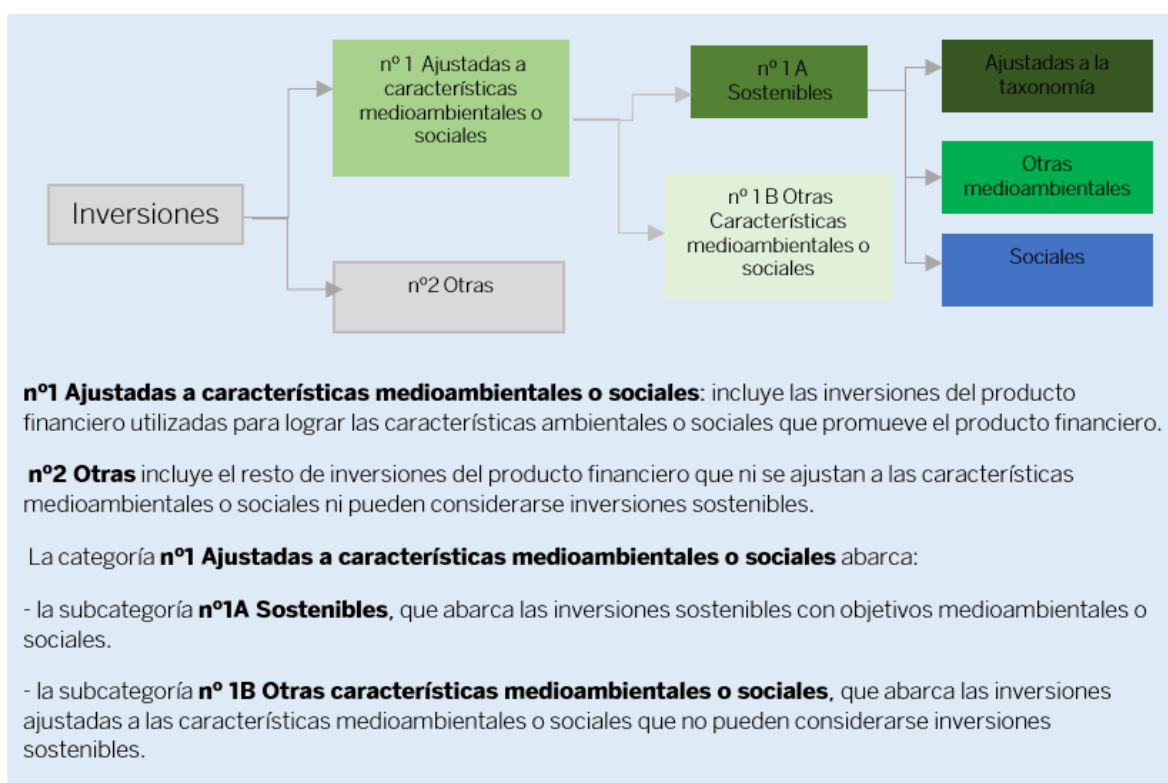 nº 1 Ajustadas a
características
medioambientales o
sociales
nº 1 A
Sostenibles
Ajustadas a la
taxonomía
Otras
medioambientales
Inversiones
nº 1 B Otras
Características
medioambientales o
sociales
Sociales
nº2 Otras
nº1 Ajustadas a características medioambientales o sociales: incluye las inversiones del producto
financiero utilizadas para lograr las características ambientales o sociales que promueve el producto financiero.
nº2 Otras incluye el resto de inversiones del producto financiero que ni se ajustan a las características
medioambientales o sociales ni pueden considerarse inversiones sostenibles.
La categoría nº1 Ajustadas a características medioambientales o sociales abarca:
- la subcategoría nº1A Sostenibles, que abarca las inversiones sostenibles con objetivos medioambientales o
sociales.
- la subcategoría nº 1B Otras características medioambientales o sociales, que abarca las inversiones
ajustadas a las características medioambientales o sociales que no pueden considerarse inversiones
sostenibles.